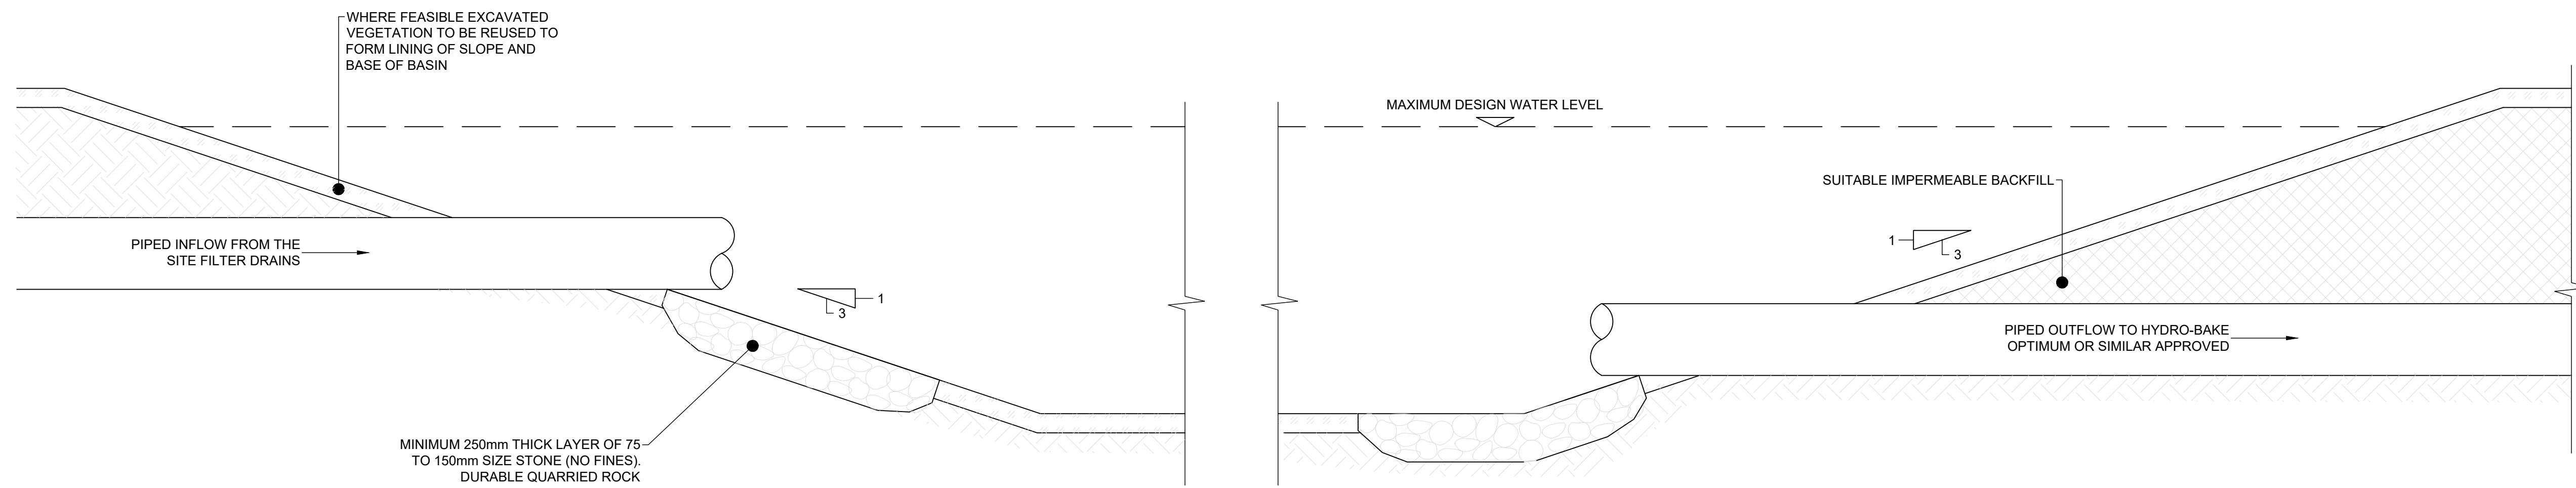 WHERE FEASIBLE EXCAVATED
VEGETATION TO BE REUSED TO
FORM LINING OF SLOPE AND
BASE OF BASIN
MAXIMUM DESIGN WATER LEVEL
SUITABLE IMPERMEABLE BACKFILL
PIPED INFLOW FROM THE
SITE FILTER DRAINS
1
3
1
3
PIPED OUTFLOW TO HYDRO-BAKE
OPTIMUM OR SIMILAR APPROVED
MINIMUM 250mm THICK LAYER OF 75
TO 150mm SIZE STONE (NO FINES).
DURABLE QUARRIED ROCK